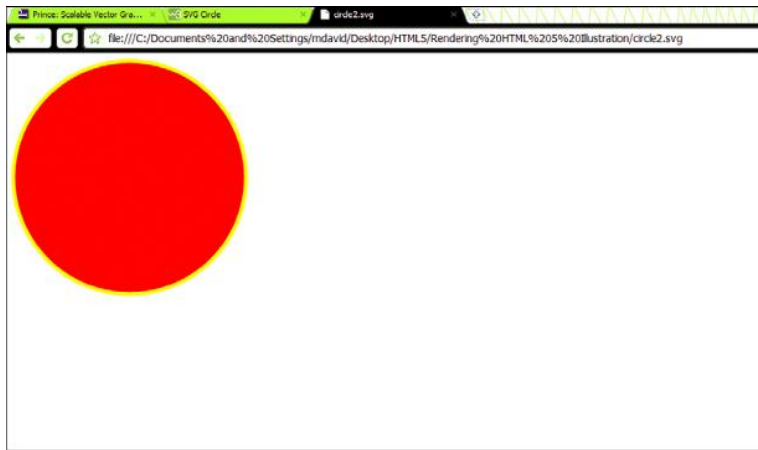 Prince: Scalable Vector Gra... SVG Circle circle2.svg
file:///C:/Documents%20and%20Settings/mdavid/Desktop/HTML5/Rendering%20HTML%205%20Illustration/circle2.svg